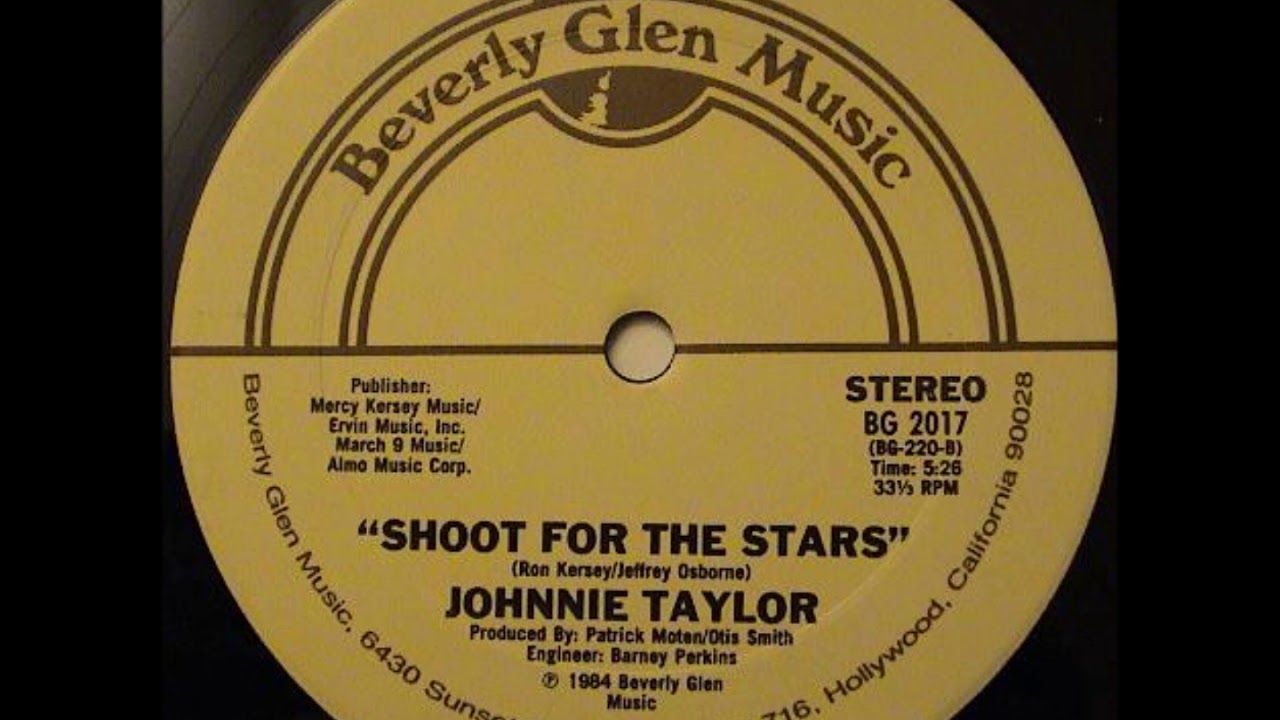 Beverly Glen Music
Publisher:
Mercy Kersey Music/
Ervin Music, Inc.
March 9 Music/
Almo Music Corp.
STEREO
BG 2017
(BG-220-B)
Time: 5:26
33⅓ RPM
“SHOOT FOR THE STARS”
(Ron Kersey/Jeffrey Osborne)
JOHNNIE TAYLOR
Produced By: Patrick Moten/Otis Smith
Engineer: Barney Perkins
℗ 1984 Beverly Glen
Music
Beverly Glen Music, 6430 716, Hollywood, California 90028